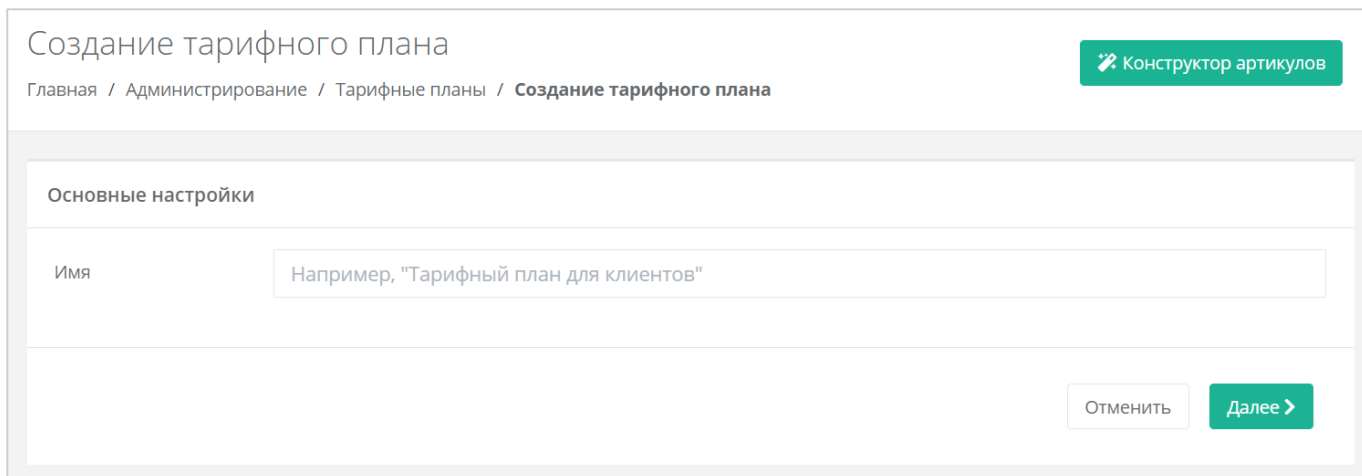 Создание тарифного плана
Конструктор артикулов
Главная / Администрирование / Тарифные планы / Создание тарифного плана
Основные настройки
Имя
Например, "Тарифный план для клиентов"
Отменить
Далее